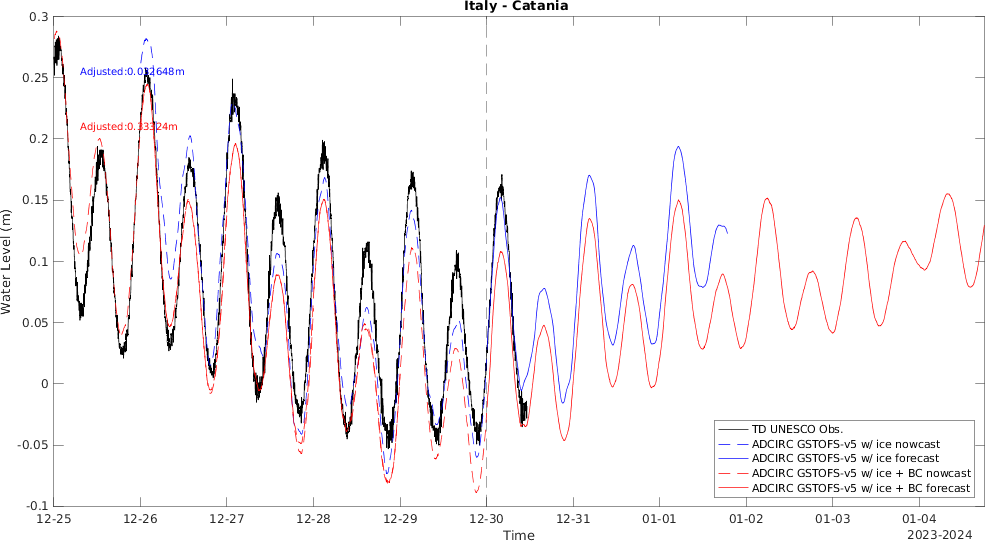 Italy - Catania
0.3
0.25
0.2
0.15
0.1
0.05
0
-0.05
-0.1
Water Level (m)
Adjusted:0.032648m
Adjusted:0.33324m
TD UNESCO Obs.
ADCIRC GSTOFS-v5 w/ ice nowcast
ADCIRC GSTOFS-v5 w/ ice forecast
ADCIRC GSTOFS-v5 w/ ice + BC nowcast
ADCIRC GSTOFS-v5 w/ ice + BC forecast
12-25 12-26 12-27 12-28 12-29 12-30 12-31 01-01 01-02 01-03 01-04
Time
2023-2024